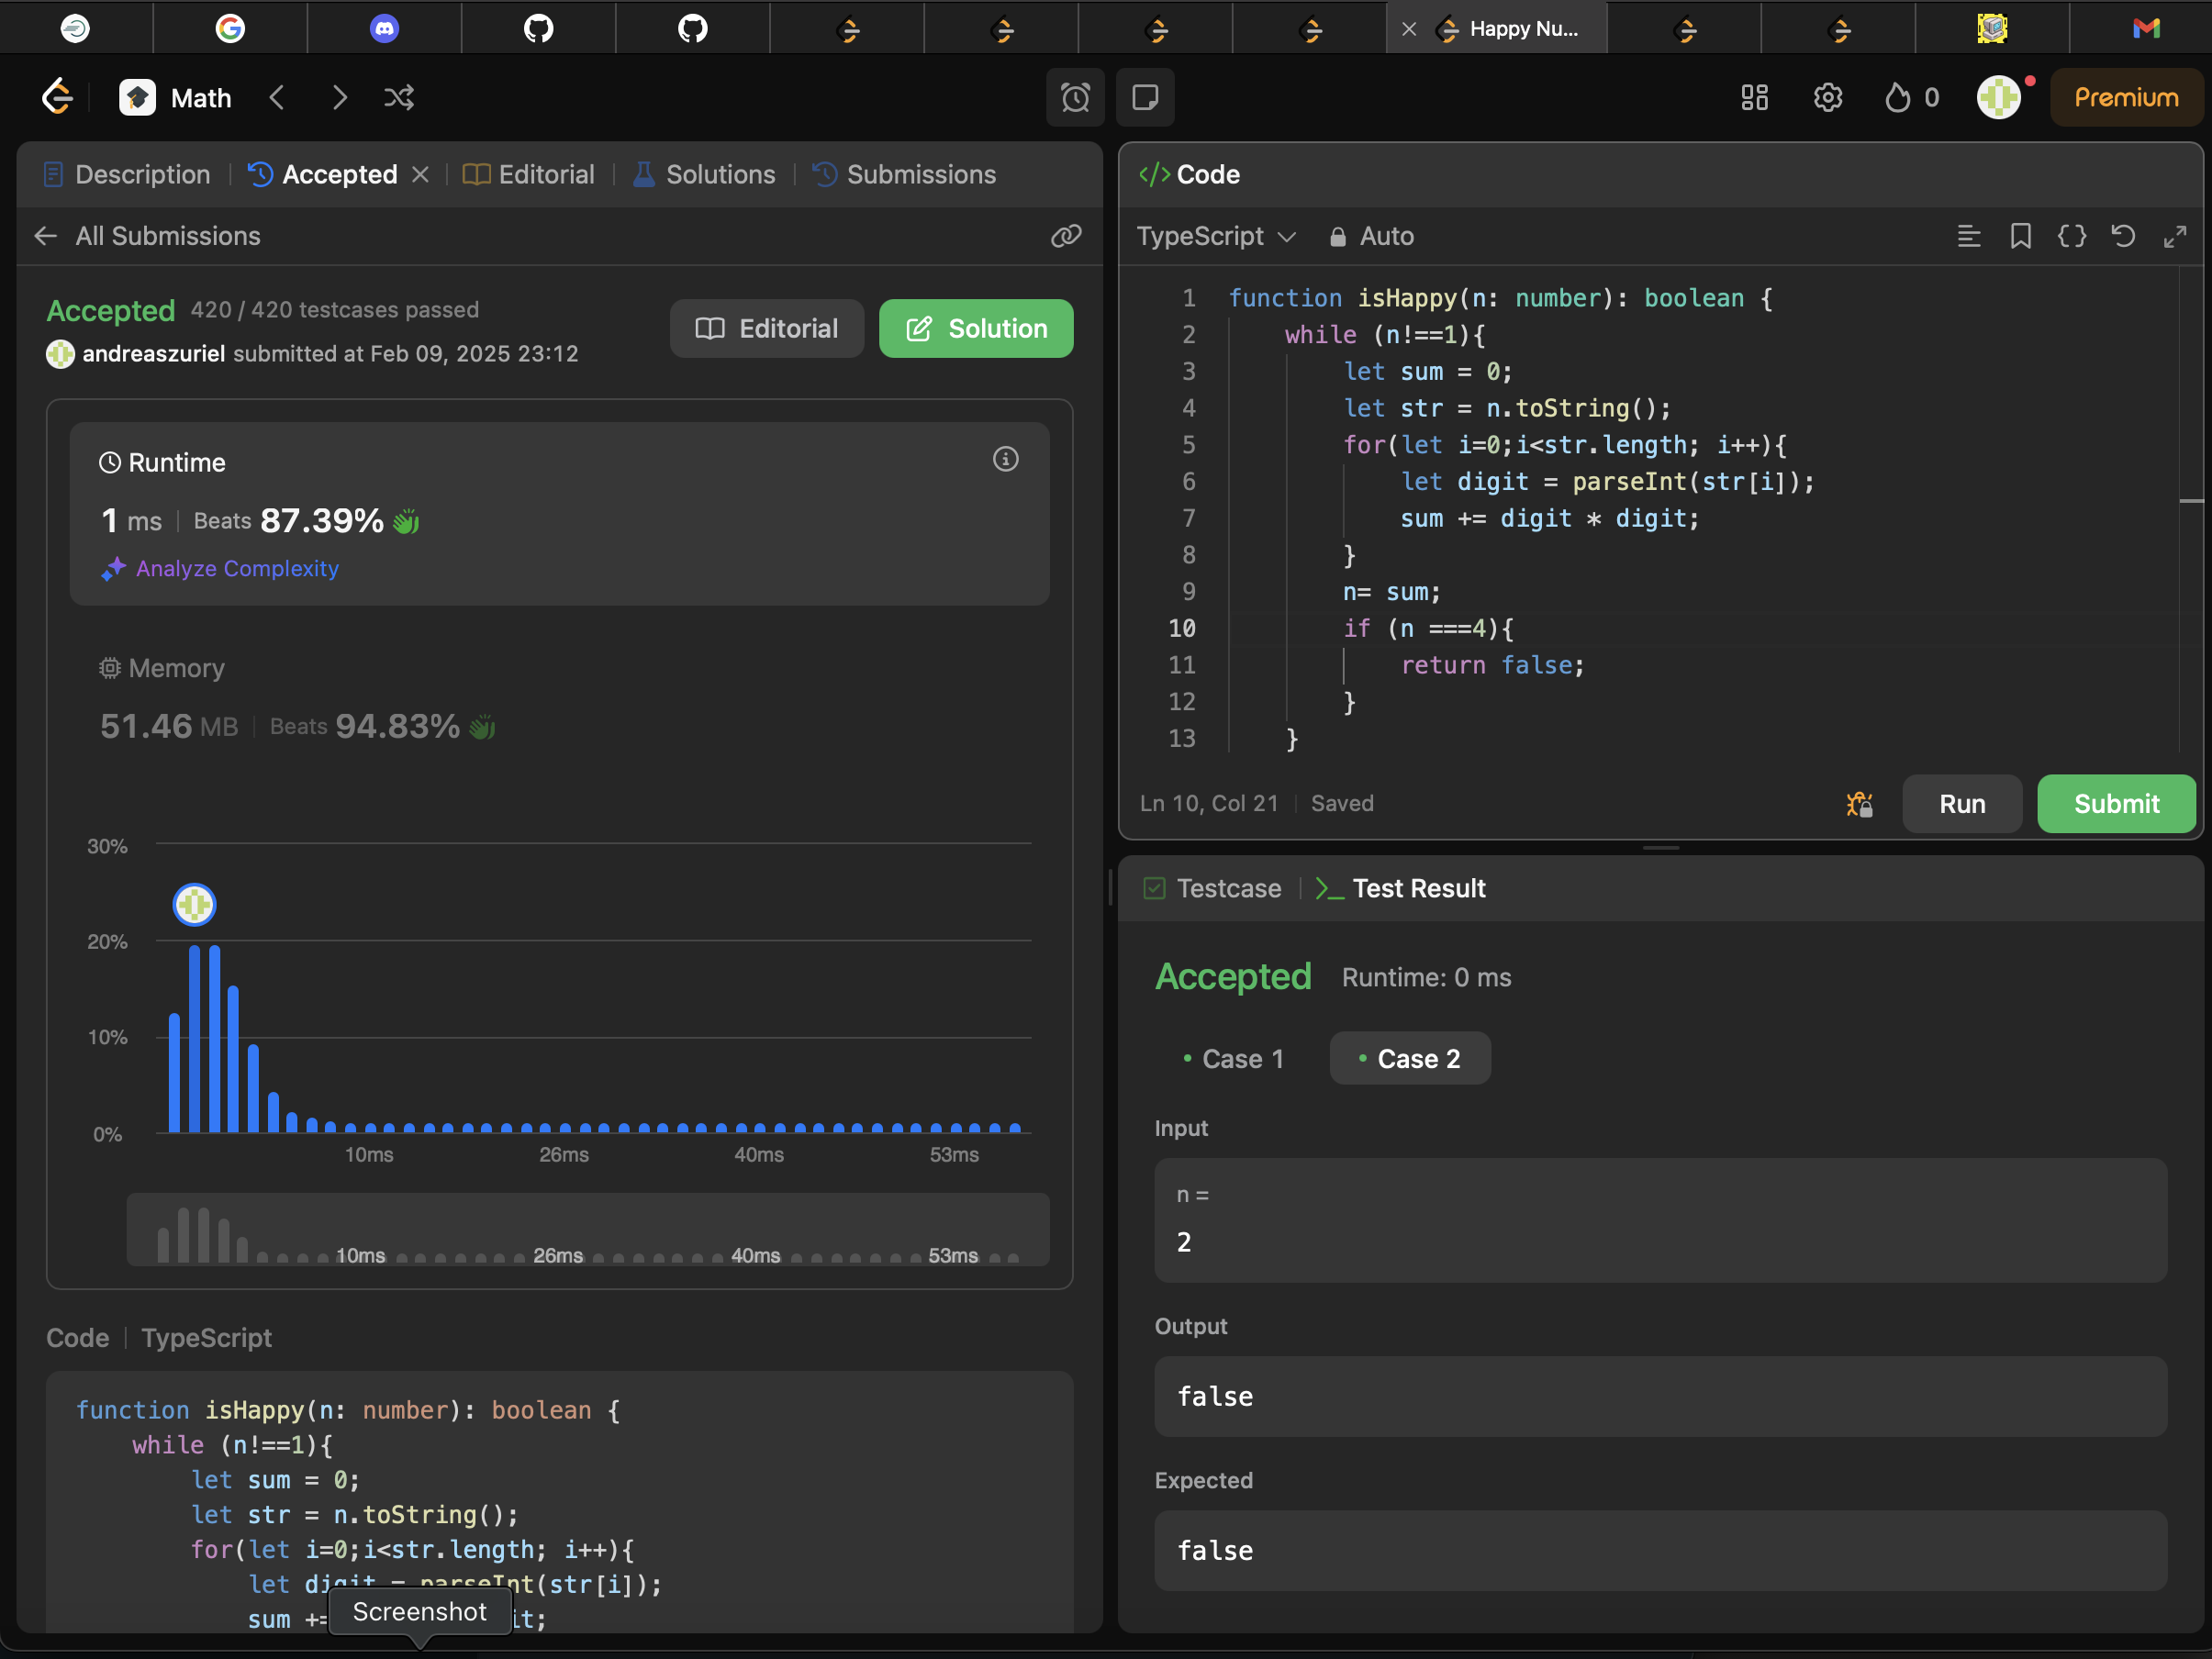 Happy Nu...
Math
0
Premium
Description
Accepted
Editorial
Solutions
Submissions
All Submissions
Accepted 420 / 420 testcases passed
andreaszuriel submitted at Feb 09, 2025 23:12
Editorial
Solution
Runtime
1 ms Beats 87.39%
Analyze Complexity
Memory
51.46 MB Beats 94.83%
30%
20%
10%
0%
10ms 26ms 40ms 53ms
10ms 26ms 40ms 53ms
Code TypeScript
function isHappy(n: number): boolean {
while (n!==1){
let sum = 0;
let str = n.toString();
for(let i=0;i<str.length; i++){
let digit = parseInt(str[i]);
sum += it;
Screenshot
</> Code
TypeScript Auto
1 function isHappy(n: number): boolean {
2 while (n!==1){
3 let sum = 0;
4 let str = n.toString();
5 for(let i=0;i<str.length; i++){
6 let digit = parseInt(str[i]);
7 sum += digit * digit;
8 }
9 n= sum;
10 if (n ===4){
11 return false;
12 }
13 }
Ln 10, Col 21 Saved
Run
Submit
Testcase
>_ Test Result
Accepted Runtime: 0 ms
Case 1
Case 2
Input
n =
2
Output
false
Expected
false